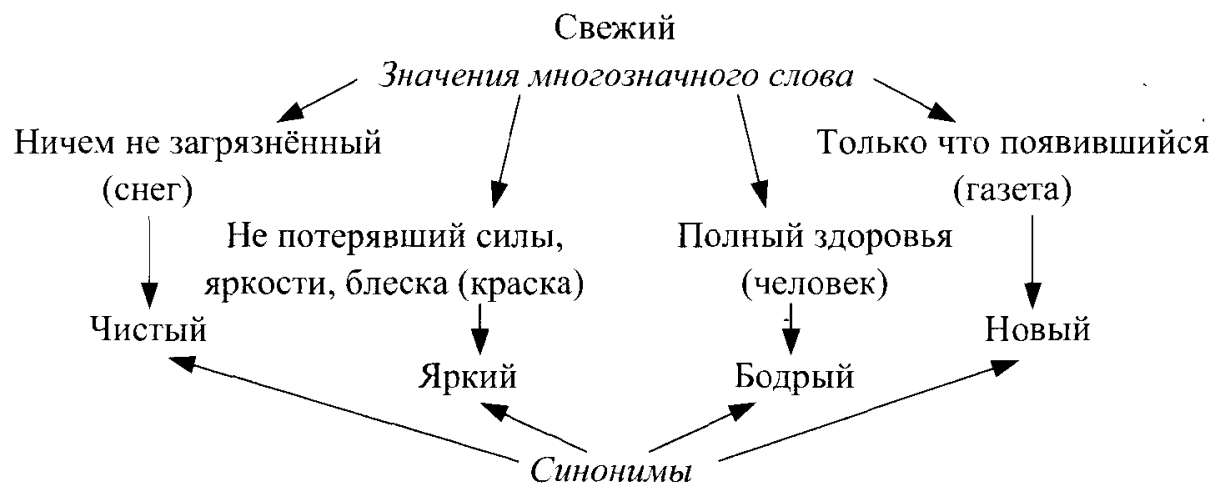 Свежий
Значения многозначного слова
Ничем не загрязнённый
(снег)
Только что появившийся
(газета)
Не потерявший силы,
яркости, блеска (краска)
Полный здоровья
(человек)
Чистый
Новый
Яркий
Бодрый
Синонимы